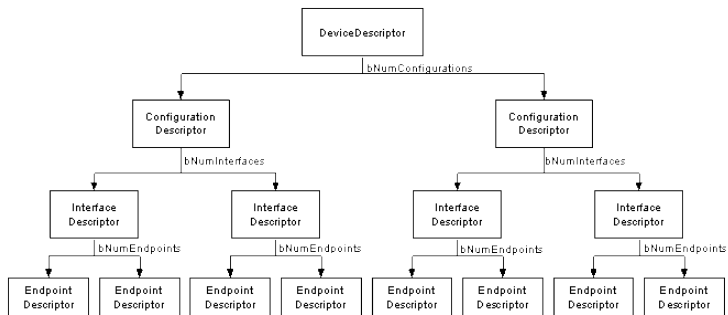 DeviceDescriptor
bNumConfigurations
Configuration
Descriptor
Configuration
Descriptor
bNumInterfaces
bNumInterfaces
Interface
Descriptor
Interface
Descriptor
Interface
Descriptor
Interface
Descriptor
bNumEndpoints
bNumEndpoints
bNumEndpoints
bNumEndpoints
Endpoint
Descriptor
Endpoint
Descriptor
Endpoint
Descriptor
Endpoint
Descriptor
Endpoint
Descriptor
Endpoint
Descriptor
Endpoint
Descriptor
Endpoint
Descriptor